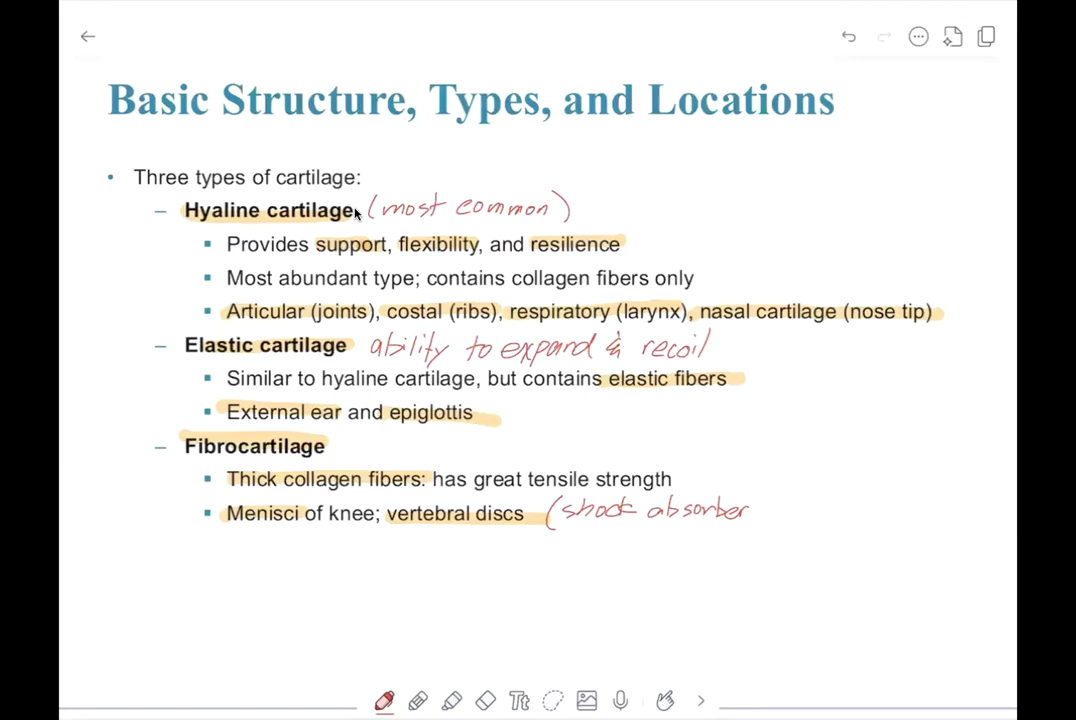 Basic Structure, Types, and Locations
• Three types of cartilage:
– Hyaline cartilage (most common)
▪ Provides support, flexibility, and resilience
▪ Most abundant type; contains collagen fibers only
▪ Articular (joints), costal (ribs), respiratory (larynx), nasal cartilage (nose tip)
– Elastic cartilage ability to expand & recoil
▪ Similar to hyaline cartilage, but contains elastic fibers
▪ External ear and epiglottis
– Fibrocartilage
▪ Thick collagen fibers: has great tensile strength
▪ Menisci of knee; vertebral discs (shock absorber
Tt